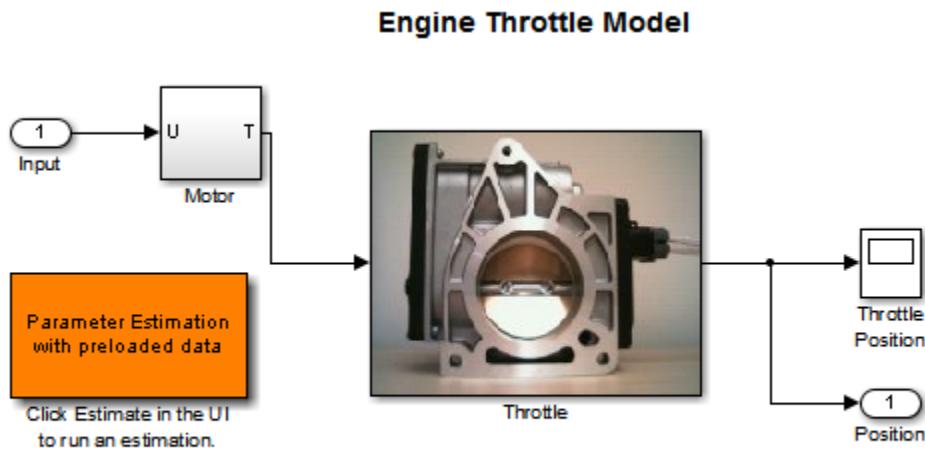 Engine Throttle Model
1
Input
U T
Motor
Parameter Estimation
with preloaded data
Click Estimate in the UI
to run an estimation.
Throttle
Throttle
Position
1
Position